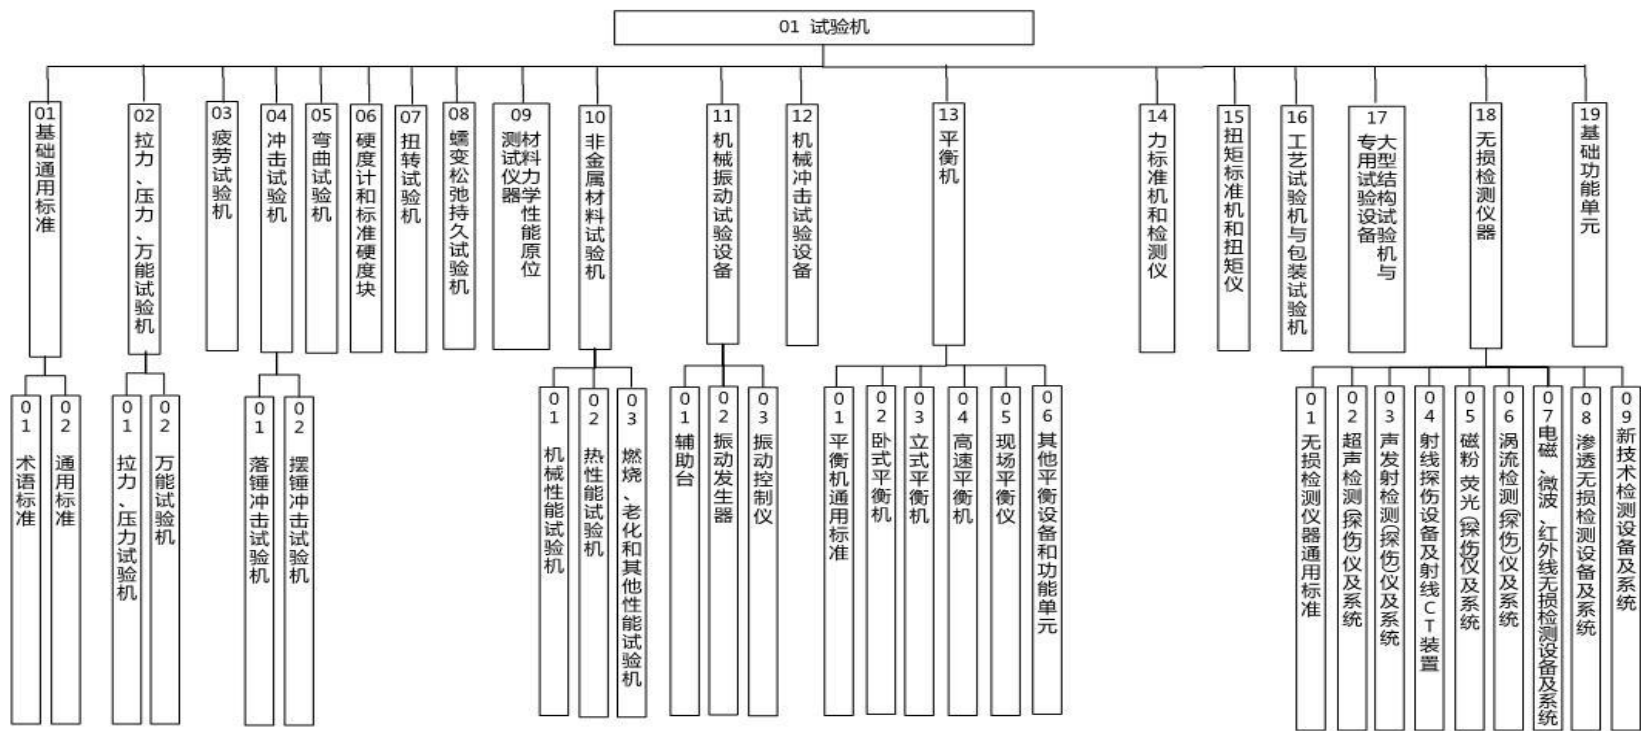 01 试验机
01 基础通用标准
02 拉力、压力、万能试验机
03 疲劳试验机
04 冲击试验机
05 弯曲试验机
06 硬度计和标准硬度块
07 扭转试验机
08 蠕变松弛持久试验机
09 材料力学性能原位
测试仪器
10 非金属材料试验机
11 机械振动试验设备
12 机械冲击试验设备
13 平衡机
14 力标准机和检测仪
15 扭矩标准机和扭矩仪
16 工艺试验机与包装试验机
17 大型结构试验机与
专用试验设备
18 无损检测仪器
19 基础功能单元
01 术语标准
02 通用标准
01 拉力、压力试验机
02 万能试验机
01 落锤冲击试验机
02 摆锤冲击试验机
01 机械性能试验机
02 热性能试验机
03 燃烧、老化和其他性能试验机
01 辅助台
02 振动发生器
03 振动控制仪
01 平衡机通用标准
02 卧式平衡机
03 立式平衡机
04 高速平衡机
05 现场平衡仪
06 其他平衡设备和功能单元
01 无损检测仪器通用标准
02 超声检测(探伤)仪及系统
03 声发射检测(探伤)仪及系统
04 射线探伤设备及射线CT装置
05 磁粉 荧光(探伤)仪及系统
06 涡流检测(探伤)仪及系统
07 电磁、微波、红外线无损检测设备及系统
08 渗透无损检测设备及系统
09 新技术检测设备及系统